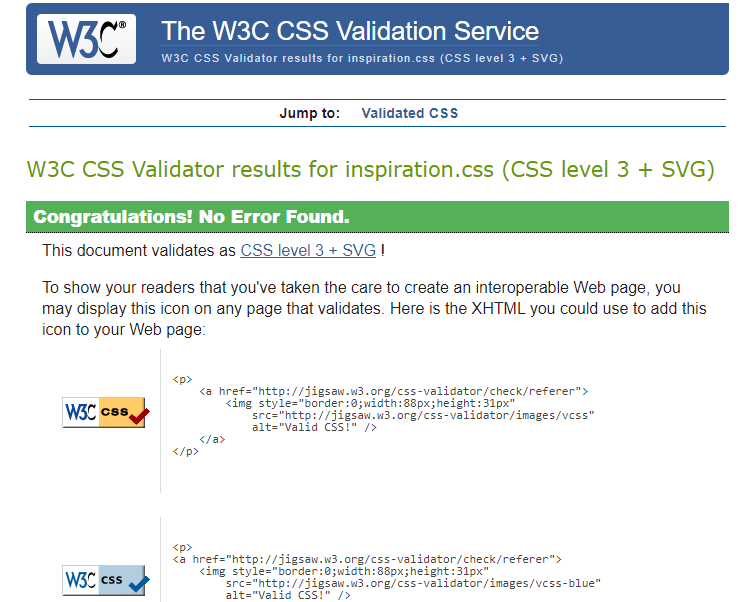 W3C®
The W3C CSS Validation Service
W3C CSS Validator results for inspiration.css (CSS level 3 + SVG)
Jump to: Validated CSS
W3C CSS Validator results for inspiration.css (CSS level 3 + SVG)
Congratulations! No Error Found.
This document validates as CSS level 3 + SVG !
To show your readers that you've taken the care to create an interoperable Web page, you
may display this icon on any page that validates. Here is the XHTML you could use to add this
icon to your Web page:
W3C css
<p>
<a href="http://jigsaw.w3.org/css-validator/check/referer">
<img style="border:0;width:88px;height:31px"
src="http://jigsaw.w3.org/css-validator/images/vcss"
alt="Valid CSS!" />
</a>
</p>
W3C css
<p>
<a href="http://jigsaw.w3.org/css-validator/check/referer">
<img style="border:0;width:88px;height:31px"
src="http://jigsaw.w3.org/css-validator/images/vcss-blue"
alt="Valid CSS!" />